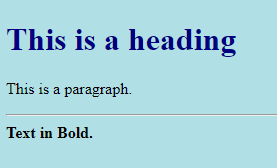 This is a heading
This is a paragraph.
Text in Bold.